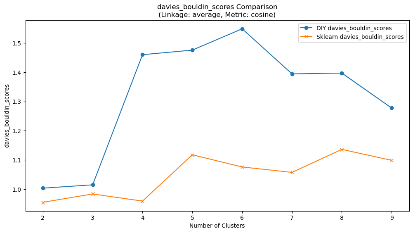 davies_bouldin_scores Comparison
(Linkage: average, Metric: cosine)
DIY davies_bouldin_scores
Sklearn davies_bouldin_scores
davies_bouldin_scores
1.5
1.4
1.3
1.2
1.1
1.0
2 3 4 5 6 7 8 9
Number of Clusters